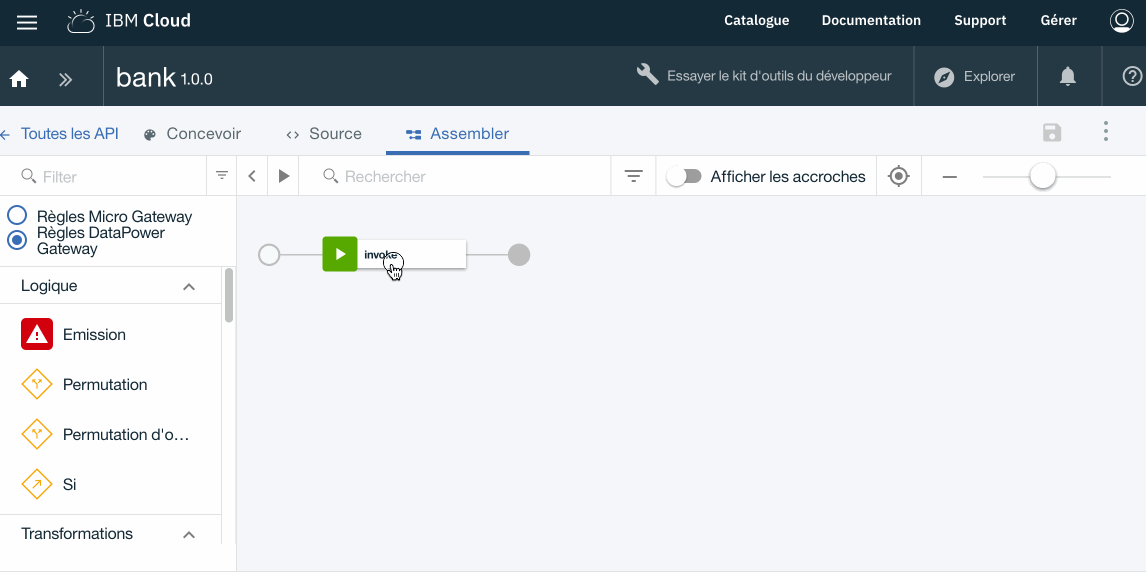 IBM Cloud
Catalogue
Documentation
Support
Gérer
bank 1.0.0
Essayer le kit d'outils du développeur
Explorer
Toutes les API
Concevoir
Source
Assembler
Filter
Rechercher
Afficher les accroches
Règles Micro Gateway
Règles DataPower
Gateway
invoke
Logique
Emission
Permutation
Permutation d'o...
Si
Transformations